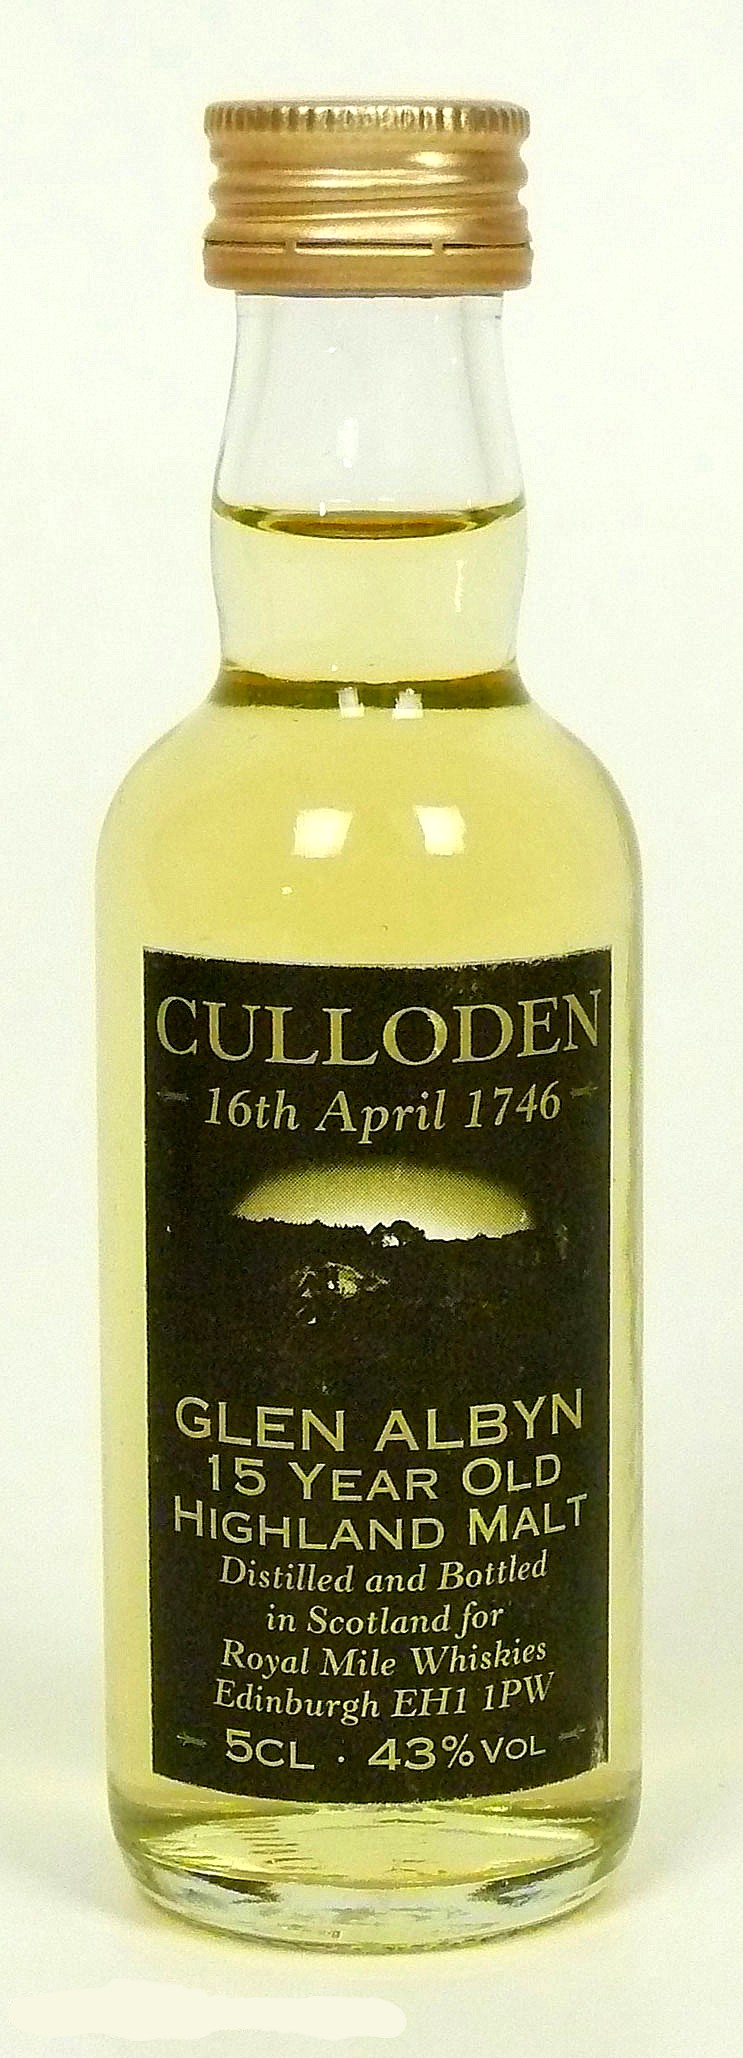 CULLODEN
16th April 1746
GLEN ALBYN
15 YEAR OLD
HIGHLAND MALT
Distilled and Bottled
in Scotland for
Royal Mile Whiskies
Edinburgh EH1 1PW
5CL · 43% VOL